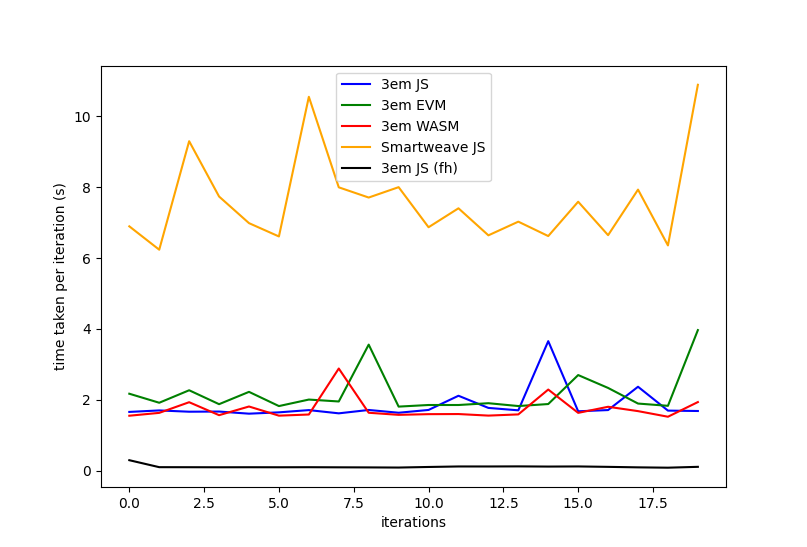 3em JS
3em EVM
3em WASM
Smartweave JS
3em JS (fh)
time taken per iteration (s)
10
8
6
4
2
0
0.0 2.5 5.0 7.5 10.0 12.5 15.0 17.5
iterations